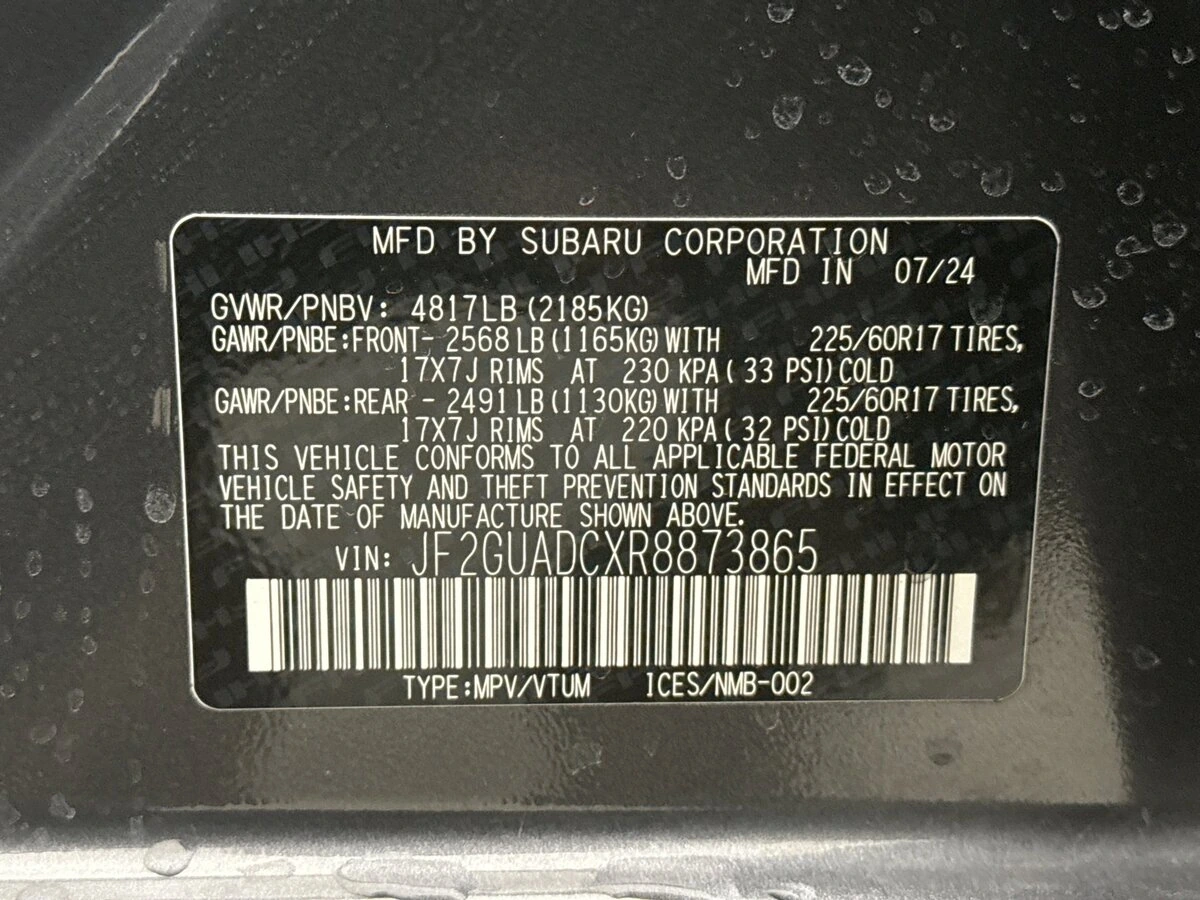 MFD BY SUBARU CORPORATION
MFD IN 07/24
GVWR/PNBV: 4817LB (2185KG)
GAWR/PNBE:FRONT- 2568 LB (1165KG) WITH 225/60R17 TIRES,
17X7J RIMS AT 230 KPA ( 33 PSI) COLD
GAWR/PNBE:REAR - 2491 LB (1130KG) WITH 225/60R17 TIRES,
17X7J RIMS AT 220 KPA ( 32 PSI) COLD
THIS VEHICLE CONFORMS TO ALL APPLICABLE FEDERAL MOTOR
VEHICLE SAFETY AND THEFT PREVENTION STANDARDS IN EFFECT ON
THE DATE OF MANUFACTURE SHOWN ABOVE.
VIN: JF2GUADCXR8873865
TYPE:MPV/VTUM ICES/NMB-002